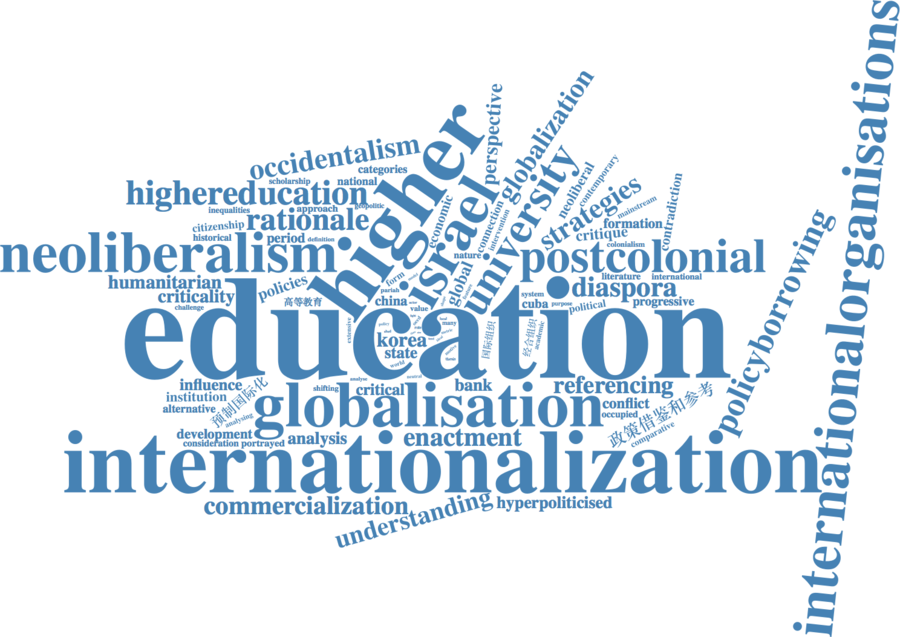 internationalorganisations
globalization
perspective
higher
occidentalism
categories
scholarship
national
highereducation
israel
university
neoliberal
contemporary
strategies
mainstream
contradiction
inequalities
approach
geopolitic
economic
connection
intervention
citizenship
rationale
formation
critique
colonialism
historical
period
definition
nature
global
neoliberalism
postcolonial
policyborrowing
humanitarian
policies
form
literature
international
criticality
高等教育
pariah
china
value
system
diaspora
challenge
cuba
purpose
political
progressive
education
extensive
korea
state
many
国际组织
经合组织
academic
world
influence
预制国际化
shifting
analyse
critical
bank
referencing
institution
alternative
analysing
globalisation
conflict
occupied
政策借鉴和参考
comparative
development
consideration
portrayed
analysis
enactment
internationalization
commercialization
understanding
hyperpoliticised